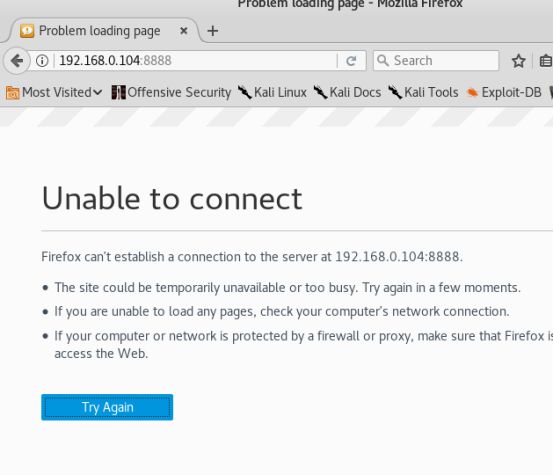 Problem loading page - Mozilla Firefox
Problem loading page
192.168.0.104:8888
Search
Most Visited Offensive Security Kali Linux Kali Docs Kali Tools Exploit-DB
Unable to connect
Firefox can't establish a connection to the server at 192.168.0.104:8888.
• The site could be temporarily unavailable or too busy. Try again in a few moments.
• If you are unable to load any pages, check your computer's network connection.
• If your computer or network is protected by a firewall or proxy, make sure that Firefox is
access the Web.
Try Again